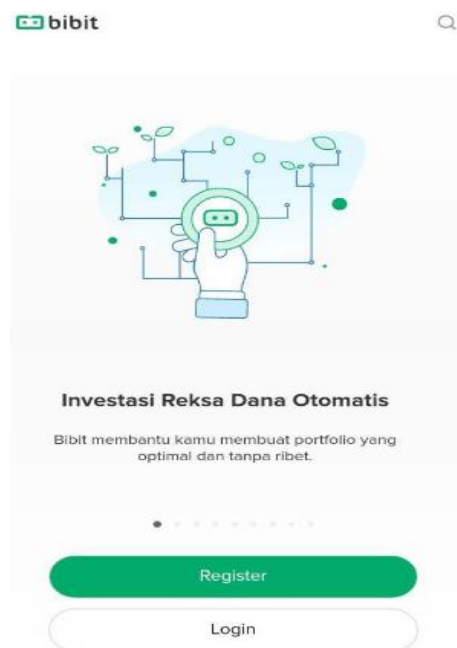 bibit
Investasi Reksa Dana Otomatis
Bibit membantu kamu membuat portfolio yang
optimal dan tanpa ribet.
Register
Login